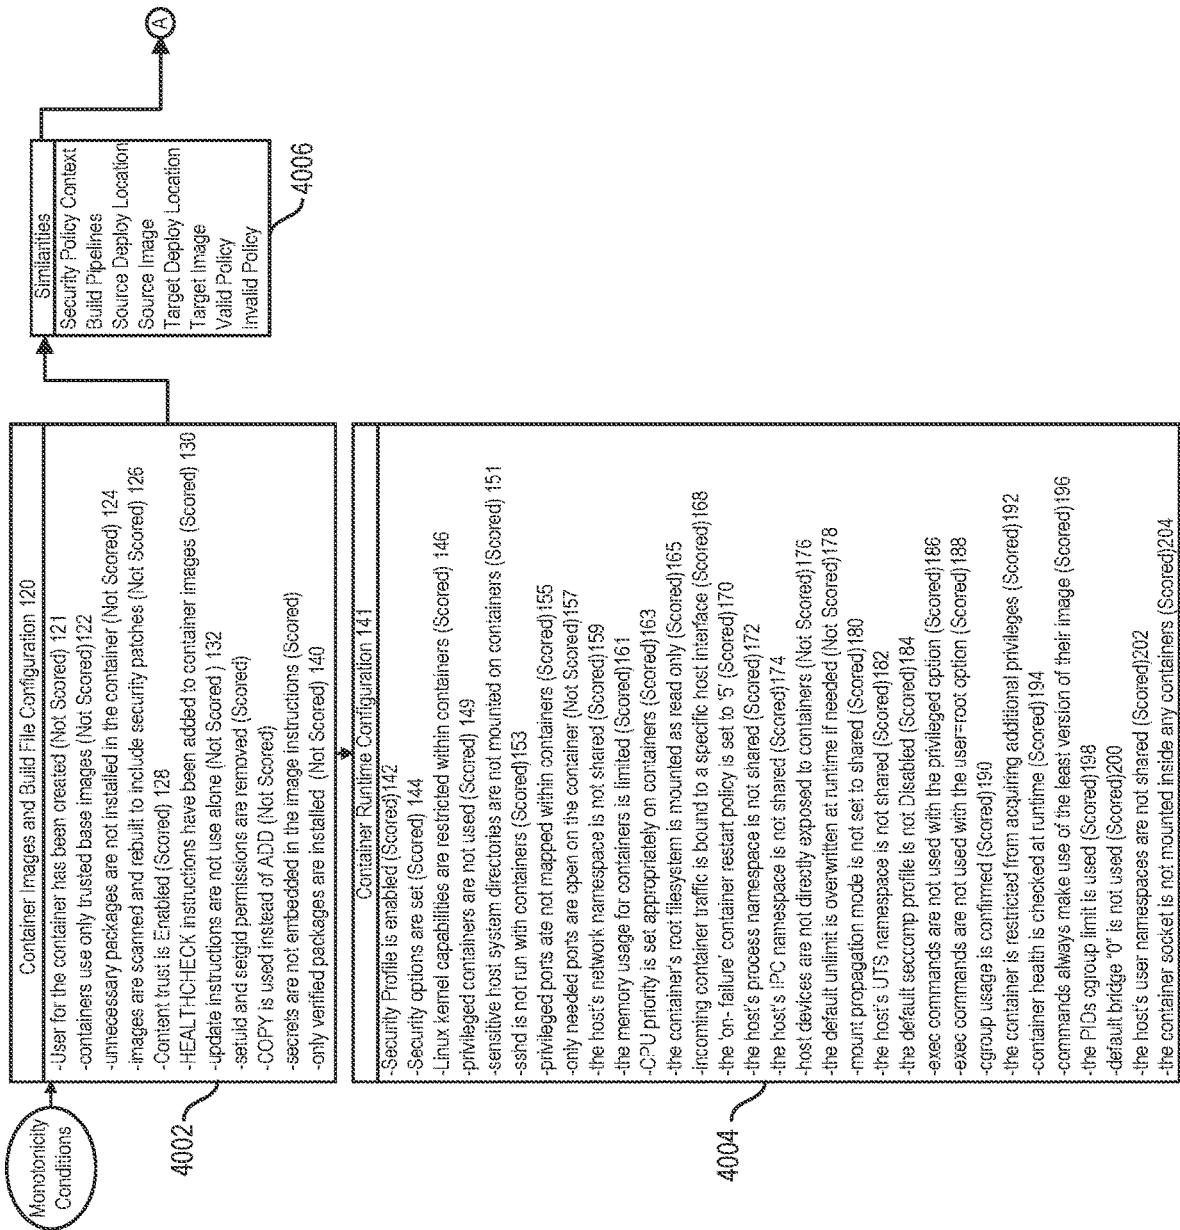 Monotonicity
Conditions
Container Images and Build File Configuration 120
-User for the container has been created (Not Scored) 121
-containers use only trusted base images (Not Scored)122
-unnecessary packages are not installed in the container (Not Scored) 124
-images are scanned and rebuilt to include security patches (Not Scored) 126
-Content trust is Enabled (Scored) 128
-HEALTHCHECK instructions have been added to container images (Scored) 130
-update instructions are not use alone (Not Scored ) 132
-setuid and setgid permissions are removed (Scored)
-COPY is used instead of ADD (Not Scored)
-secrets are not embedded in the image instructions (Scored)
-only verified packages are installed (Not Scored) 140
4002
Container Runtime Configuration 141
-Security Profile is enabled (Scored)142
-Security options are set (Scored) 144
-Linux kernel capabilities are restricted within containers (Scored) 146
-privileged containers are not used (Scored) 149
-sensitive host system directories are not mounted on containers (Scored) 151
-sshd is not run with containers (Scored)153
-privileged ports ate not mapped within containers (Scored)155
-only needed ports are open on the container (Not Scored)157
-the host's network namespace is not shared (Scored)159
-the memory usage for containers is limited (Scored)161
-CPU priority is set appropriately on containers (Scored)163
-the container's root filesystem is mounted as read only (Scored)165
-incoming container traffic is bound to a specific host interface (Scored)168
-the 'on- failure' container restart policy is set to '5' (Scored)170
-the host's process namespace is not shared (Scored)172
-the host's IPC namespace is not shared (Scored)174
-host devices are not directly exposed to containers (Not Scored)176
-the default unlimit is overwritten at runtime if needed (Not Scored)178
-mount propagation mode is not set to shared (Scored)180
-the host's UTS namespace is not shared (Scored)182
-the default seccomp profile is not Disabled (Scored)184
-exec commands are not used with the privileged option (Scored)186
-exec commands are not used with the user=root option (Scored)188
-cgroup usage is confirmed (Scored)190
-the container is restricted from acquiring additional privileges (Scored)192
-container health is checked at runtime (Scored)194
-commands always make use of the least version of their image (Scored)196
-the PIDs cgroup limit is used (Scored)198
-default bridge "0" is not used (Scored)200
-the host's user namespaces are not shared (Scored)202
-the container socket is not mounted inside any containers (Scored)204
4004
Similarities
Security Policy Context
Build Pipelines
Source Deploy Location
Source Image
Target Deploy Location
Target Image
Valid Policy
Invalid Policy
4006
A